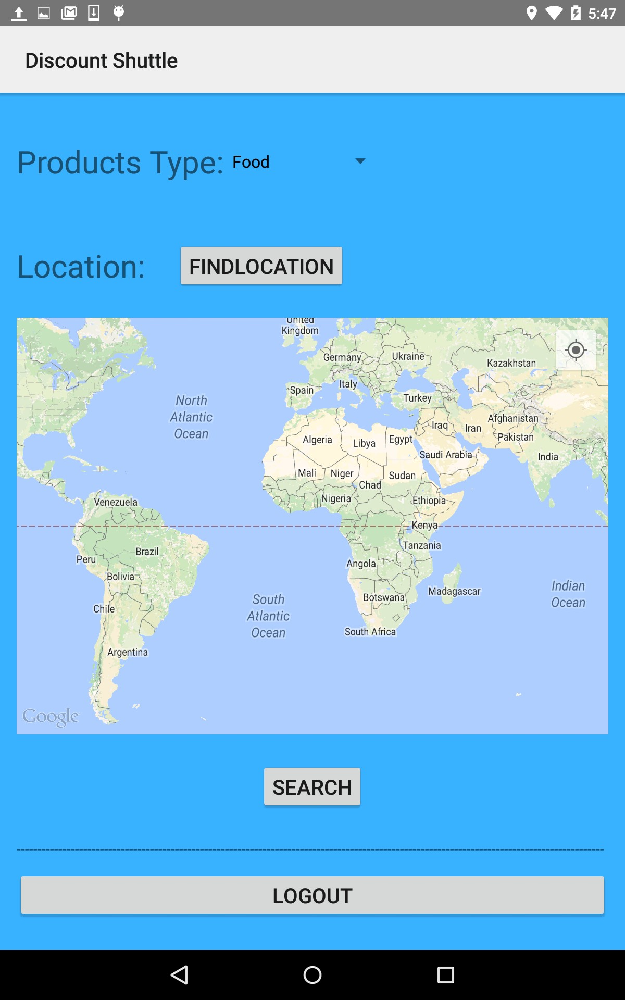 5:47
Discount Shuttle
Products Type: Food
Location: FINDLOCATION
United
Kingdom
Germany
Ukraine
Kazakhstan
Spain
Italy
Turkey
North
Atlantic
Ocean
Afghanistan
Iraq
Iran
Pakistan
Algeria
Libya
Egypt
Saudi Arabia
India
Mali
Niger
Sudan
Chad
Venezuela
Nigeria
Ethiopia
Kenya
Tanzania
Brazil
Peru
Angola
Bolivia
Madagascar
Indian
Ocean
Botswana
South
Atlantic
Ocean
Chile
South Africa
Argentina
Google
SEARCH
LOGOUT